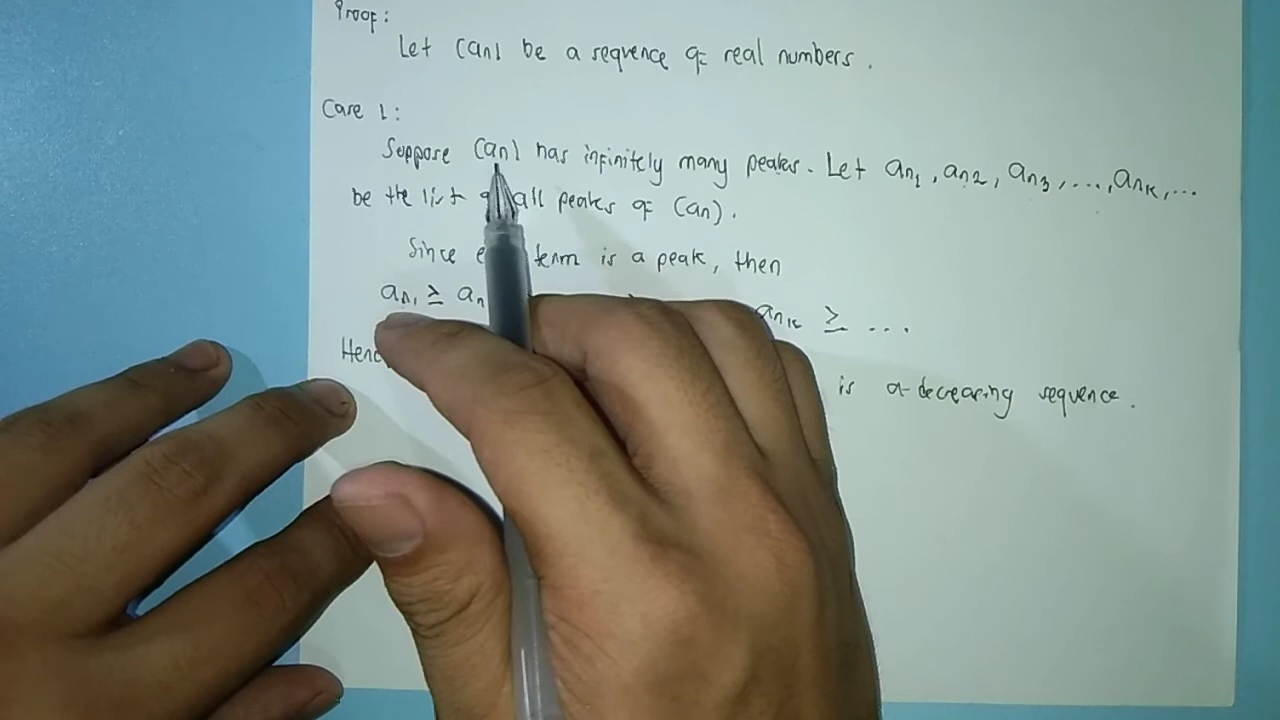 Proof:
Let (an) be a sequence of real numbers.
Case 1:
Suppose (an) has infinitely many peaks. Let an1, an2, an3, ..., ank, ...
be the list all peaks of (an).
Since term is a peak, then
an1 ≥ an ank ≥ ...
is a decreasing sequence.